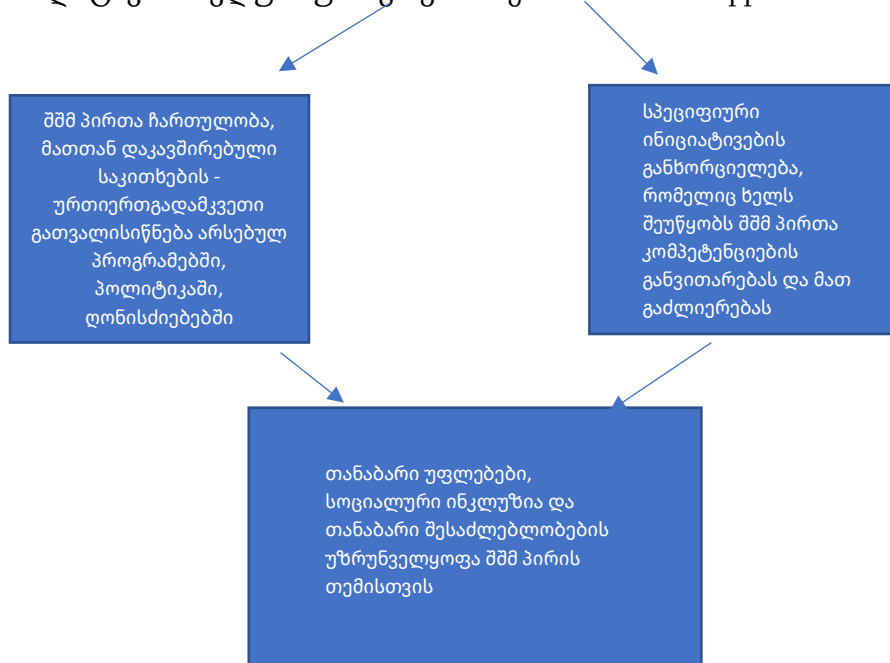 შშმ პირთა ჩართულობა,
მათთან დაკავშირებული
საკითხების -
ურთიერთგადამკვეთი
გათვალისიწნება არსებულ
პროგრამებში,
პოლიტიკაში,
ღონისძიებებში
სპეციფიური
ინიციატივების
განხორციელება,
რომელიც ხელს
შეუწყობს შშმ პირთა
კომპეტენციების
განვითარებას და მათ
გაძლიერებას
თანაბარი უფლებები,
სოციალური ინკლუზია და
თანაბარი შესაძლებლობების
უზრუნველყოფა შშმ პირის
თემისთვის